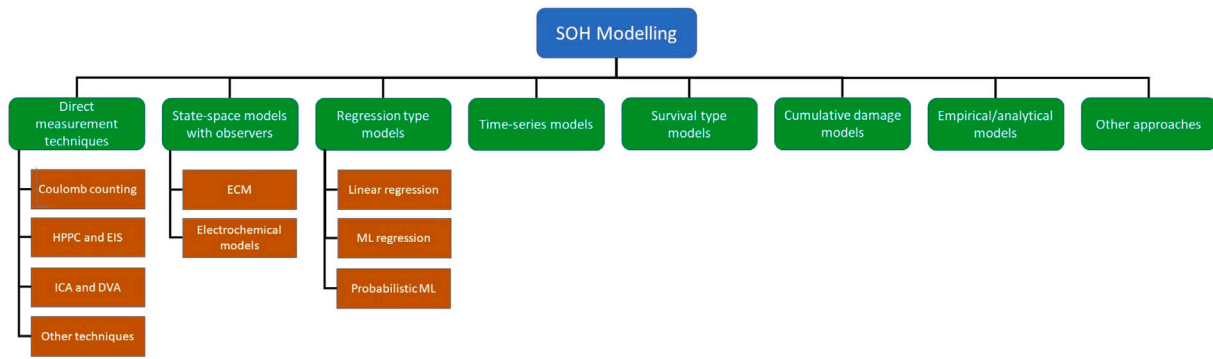 SOH Modelling
Direct
measurement
techniques
State-space models
with observers
Regression type
models
Time-series models
Survival type
models
Cumulative damage
models
Empirical/analytical
models
Other approaches
Coulomb counting
HPPC and EIS
ICA and DVA
Other techniques
ECM
Electrochemical
models
Linear regression
ML regression
Probabilistic ML